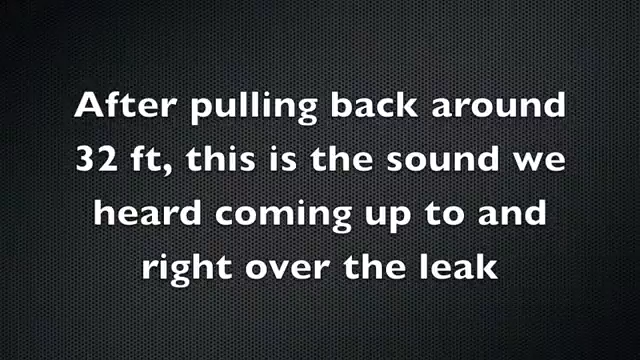 After pulling back around
32 ft, this is the sound we
heard coming up to and
right over the leak